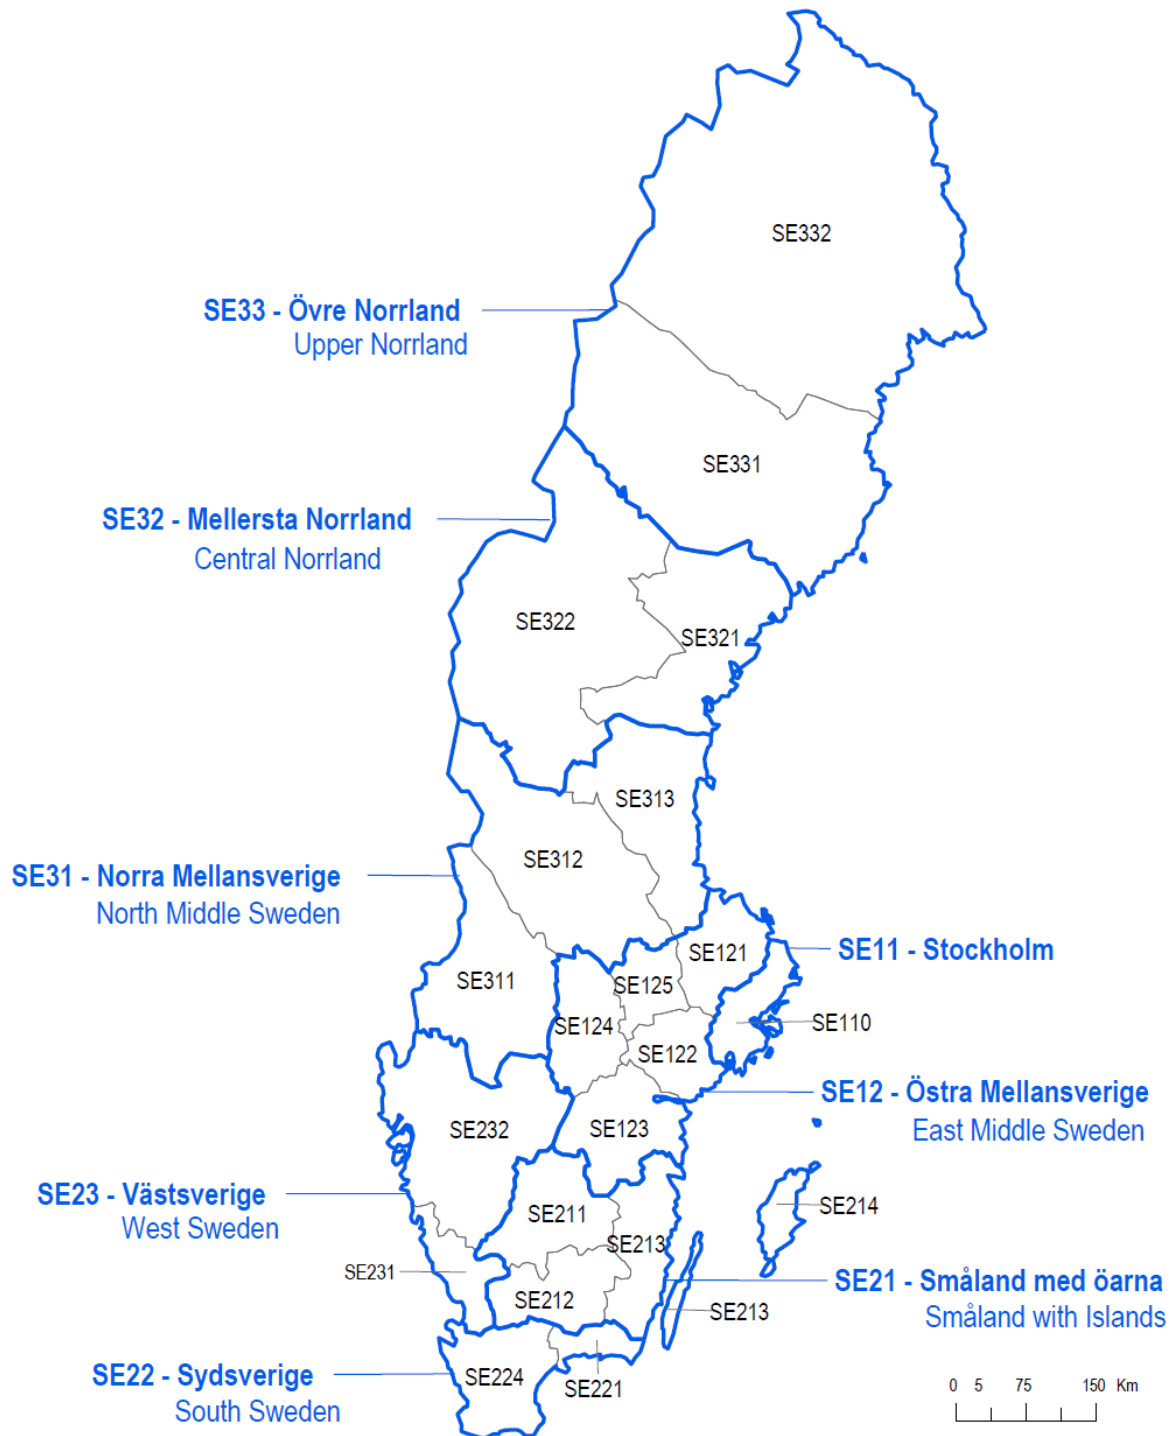 SE332
SE33 - Övre Norrland
Upper Norrland
SE331
SE32 - Mellersta Norrland
Central Norrland
SE322
SE321
SE313
SE312
SE31 - Norra Mellansverige
North Middle Sweden
SE121
SE11 - Stockholm
SE311
SE125
SE124
SE110
SE122
SE12 - Östra Mellansverige
East Middle Sweden
SE232
SE123
SE23 - Västsverige
West Sweden
SE211
SE214
SE213
SE231
SE21 - Småland med öarna
Småland with Islands
SE212
SE213
SE22 - Sydsverige
South Sweden
SE224
SE221
0 5 75 150 Km